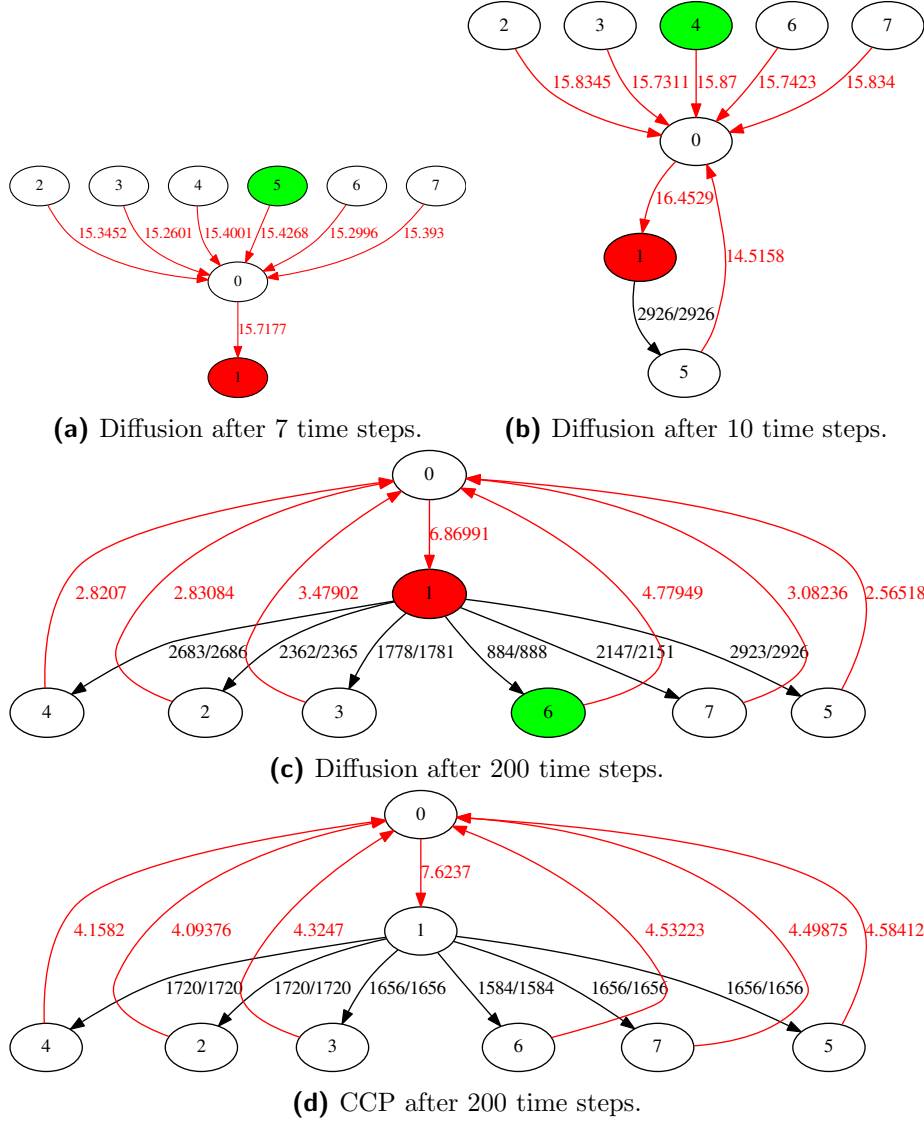 2 3 4 6 7
15.8345 15.7311 15.87 15.7423 15.834
0
16.4529
1 14.5158
2926/2926
5
2 3 4 5 6 7
15.3452 15.2601 15.4001 15.4268 15.2996 15.393
0
15.7177
1
(a) Diffusion after 7 time steps.
(b) Diffusion after 10 time steps.
0
6.86991
2.8207 2.83084 3.47902 1 4.77949 3.08236 2.56518
2683/2686 2362/2365 1778/1781 884/888 2147/2151 2923/2926
4 2 3 6 7 5
(c) Diffusion after 200 time steps.
0
7.6237
4.1582 4.09376 4.3247 1 4.53223 4.49875 4.58412
1720/1720 1720/1720 1656/1656 1584/1584 1656/1656 1656/1656
4 2 3 6 7 5
(d) CCP after 200 time steps.